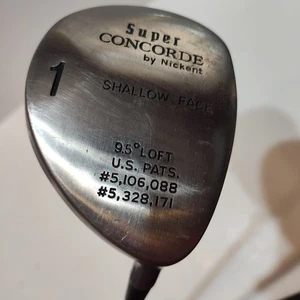 Super
CONCORDE
by Nickent
1
SHALLOW FACE
9.5° LOFT
U.S. PATS.
#5,106,088
#5,328,171